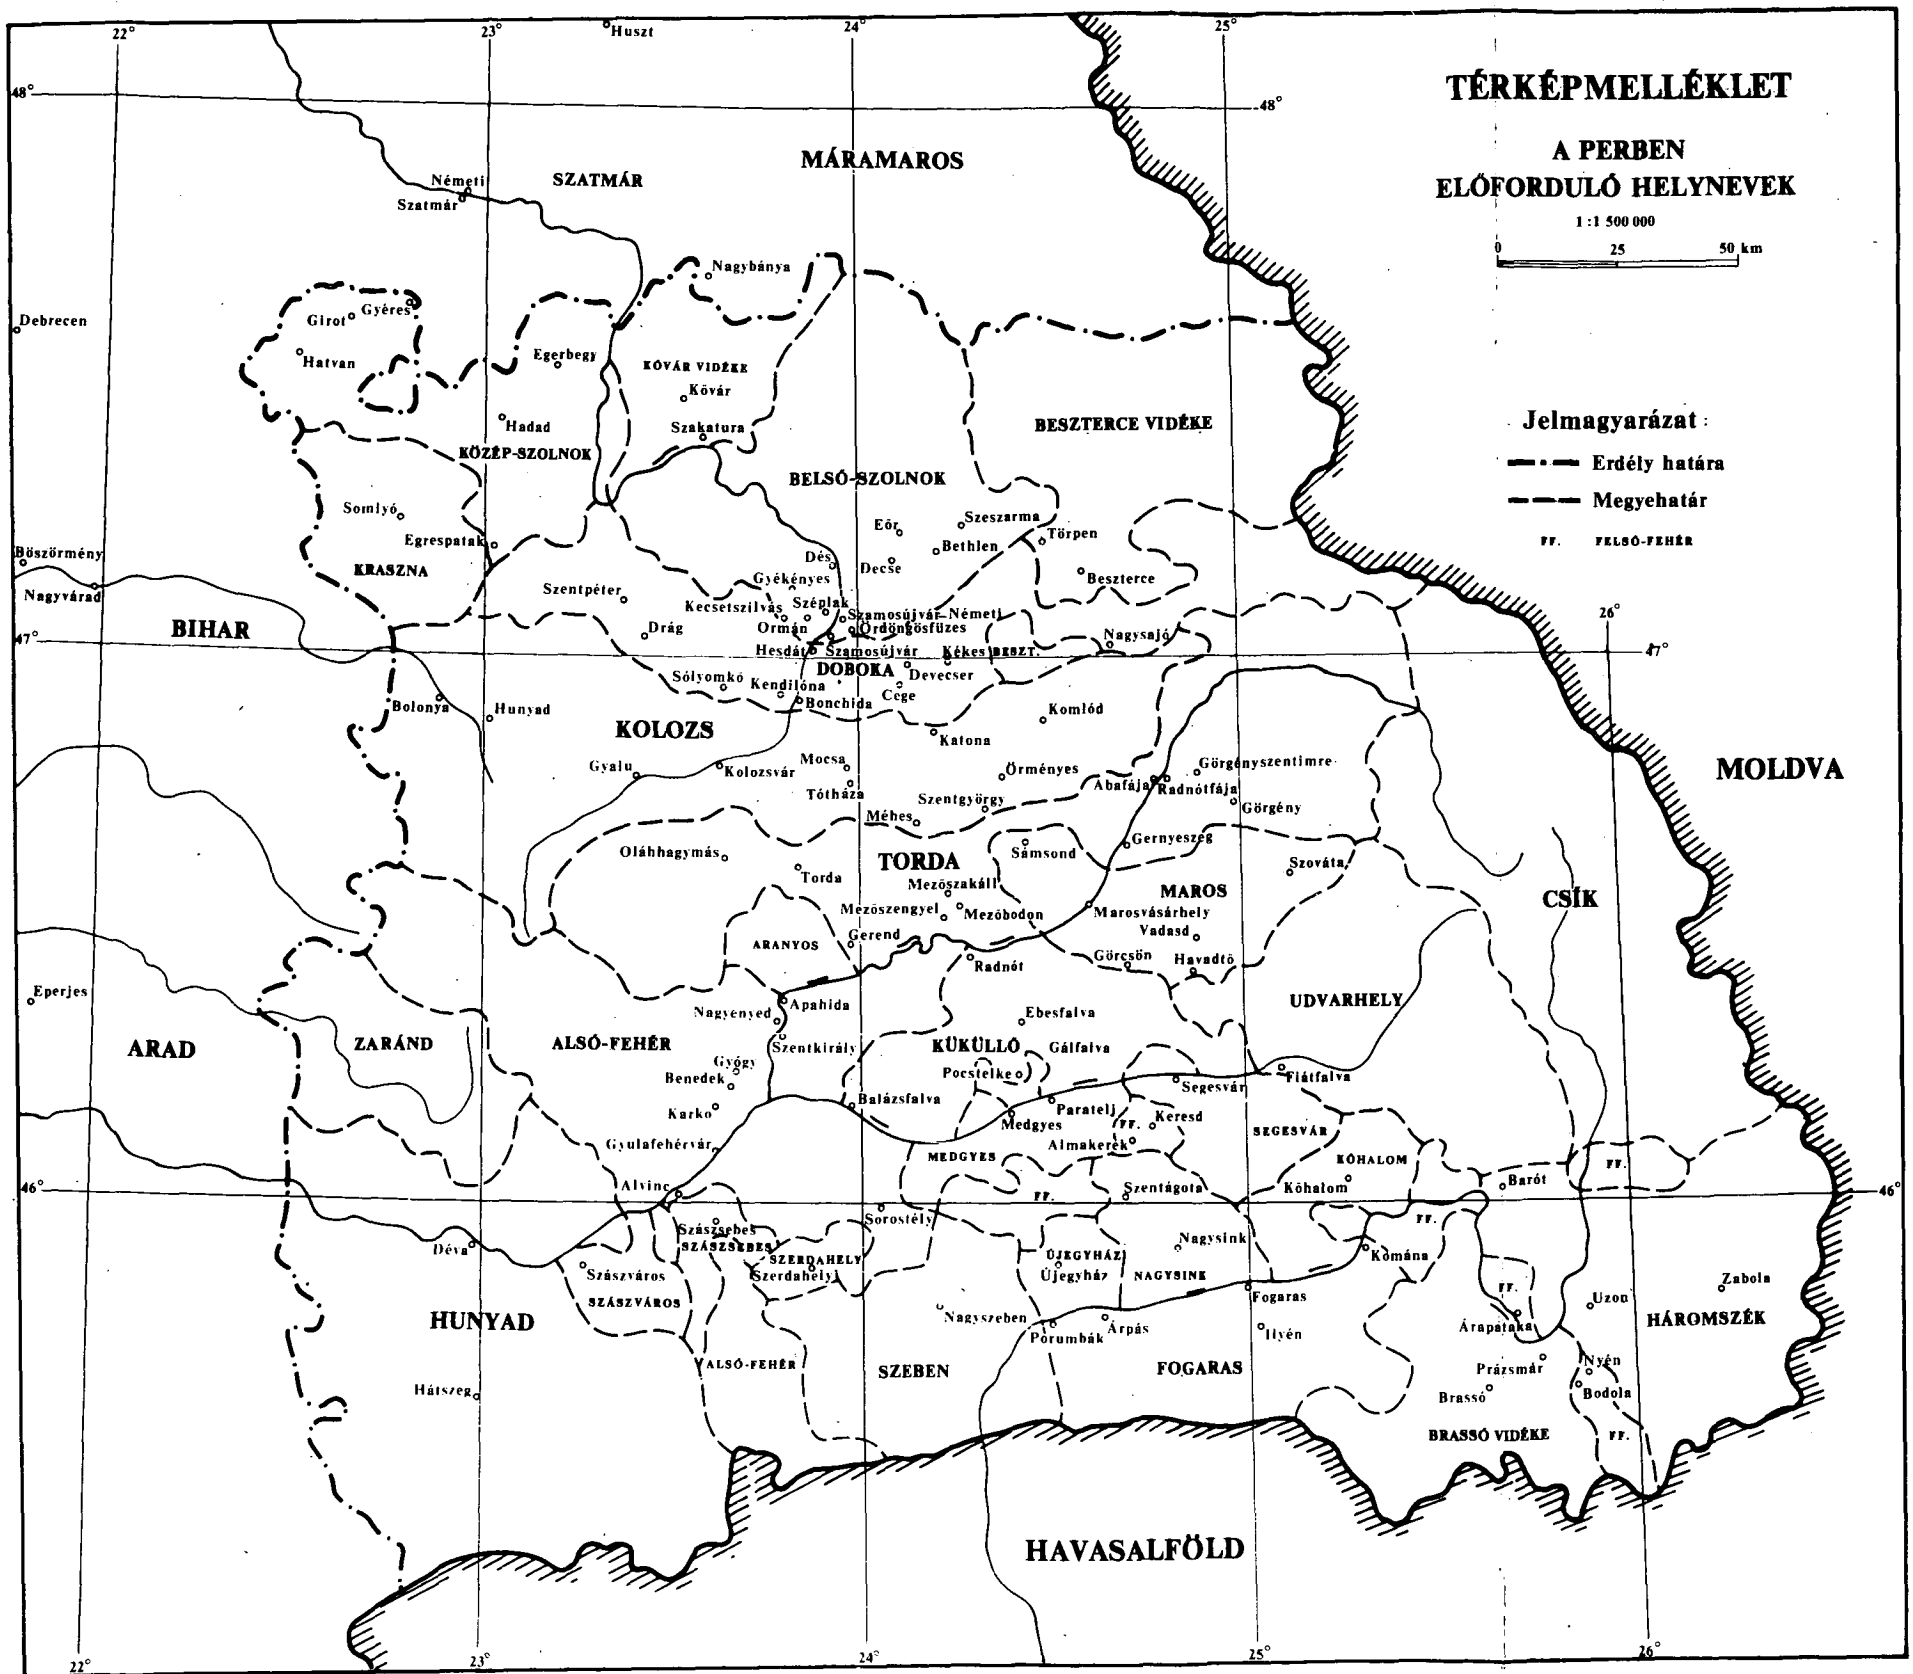 22°
23°
Huszt
24°
25°
TÉRKÉPMELLÉKLET
48°
48°
A PERBEN
ELŐFORDULÓ HELYNEVEK
1:1 500 000
0 25 50 km
MÁRAMAROS
Németi
SZATMÁR
Szatmár
Nagybánya
Debrecen
Girot
Gyéres
Hatvan
Egerbegy
KŐVÁR VIDÉKE
Kővár
Hadad
Szakatura
BESZTERCE VIDÉKE
Jelmagyarázat:
Erdély határa
Megyehatár
FF. FELSŐ-FEHÉR
KÖZÉP-SZOLNOK
BELSŐ-SZOLNOK
Somlyó
Egrespatak
Eőr
Szeszarma
Törpen
Böszörmény
Bethlen
Dés
Decse
KRASZNA
Gyékényes
Beszterce
Nagyvárad
Szentpéter
Kecsetszilvás
Széplak
Szamosújvár-Németi
26°
BIHAR
Drág
Ormán
Ördöngösfüzes
47°
Nagysajó
Hesdát
Szamosújvár
Kékes
BESZT.
47°
DOBOKA
Devecser
Sólyomkó
Kendilóna
Cege
Bolonya
Hunyad
Bonchida
Komlód
KOLOZS
Katona
MOLDVA
Gyalu
Kolozsvár
Mocsa
Örményes
Görgényszentimre
Abafája
Radnótfája
Tótháza
Szentgyörgy
Görgény
Méhes
Gernyeszeg
Oláhhagymás
TORDA
Sámsond
Szováta
Torda
Mezőszakáll
MAROS
CSÍK
Mezőszengyel
Mezőbodon
Marosvásárhely
Vadasd
ARANYOS
Gerend
Radnót
Görcsön
Havadtő
Eperjes
Apahida
UDVARHELY
Nagyenyed
Ebesfalva
ARAD
ZARÁND
ALSÓ-FEHÉR
Szentkirály
KÜKÜLLŐ
Gálfalva
Gyógy
Pocstelke
Benedek
Segesvár
Fiátfalva
Karko
Balázsfalva
Paratelj
Keresd
Medgyes
FF.
SEGESVÁR
Gyulafehérvár
Almakerék
MEDGYES
KŐHALOM
FF.
46°
Alvinc
FF.
Szentágota
Kőhalom
Barót
46°
Szászsebes
Sorostély
FF.
Déva
SZÁSZSEBES
SZERDAHELY
ÚJEGYHÁZ
Nagysink
Komána
Szászváros
Szerdahely
Újegyház
NAGYSINK
Zabola
SZÁSZVÁROS
Fogaras
FF.
Uzon
HUNYAD
Nagyszeben
Porumbák
Árpás
Ilyén
Árapataka
HÁROMSZÉK
ALSÓ-FEHÉR
SZEBEN
FOGARAS
Prázsmár
Nyén
Hátszeg
Brassó
Bodola
BRASSÓ VIDÉKE
FF.
HAVASALFÖLD
22°
23°
24°
25°
26°